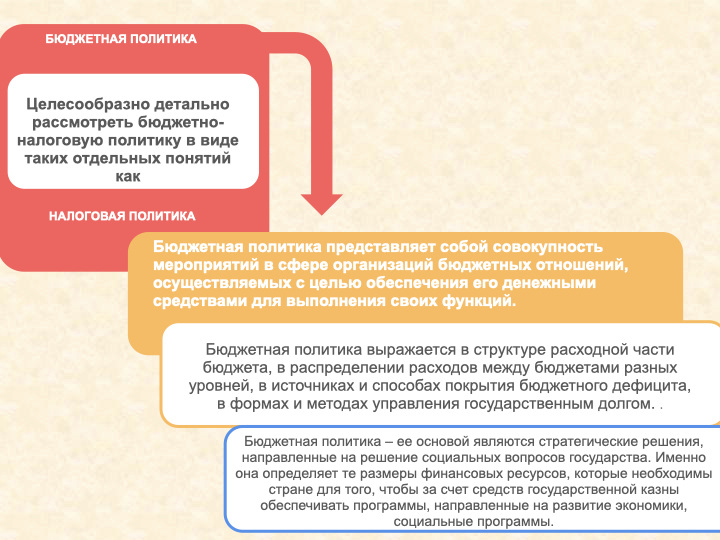 БЮДЖЕТНАЯ ПОЛИТИКА
Целесообразно детально
рассмотреть бюджетно-
налоговую политику в виде
таких отдельных понятий
как
НАЛОГОВАЯ ПОЛИТИКА
Бюджетная политика представляет собой совокупность
мероприятий в сфере организаций бюджетных отношений,
осуществляемых с целью обеспечения его денежными
средствами для выполнения своих функций.
Бюджетная политика выражается в структуре расходной части
бюджета, в распределении расходов между бюджетами разных
уровней, в источниках и способах покрытия бюджетного дефицита,
в формах и методах управления государственным долгом. .
Бюджетная политика – ее основой являются стратегические решения,
направленные на решение социальных вопросов государства. Именно
она определяет те размеры финансовых ресурсов, которые необходимы
стране для того, чтобы за счет средств государственной казны
обеспечивать программы, направленные на развитие экономики,
социальные программы.